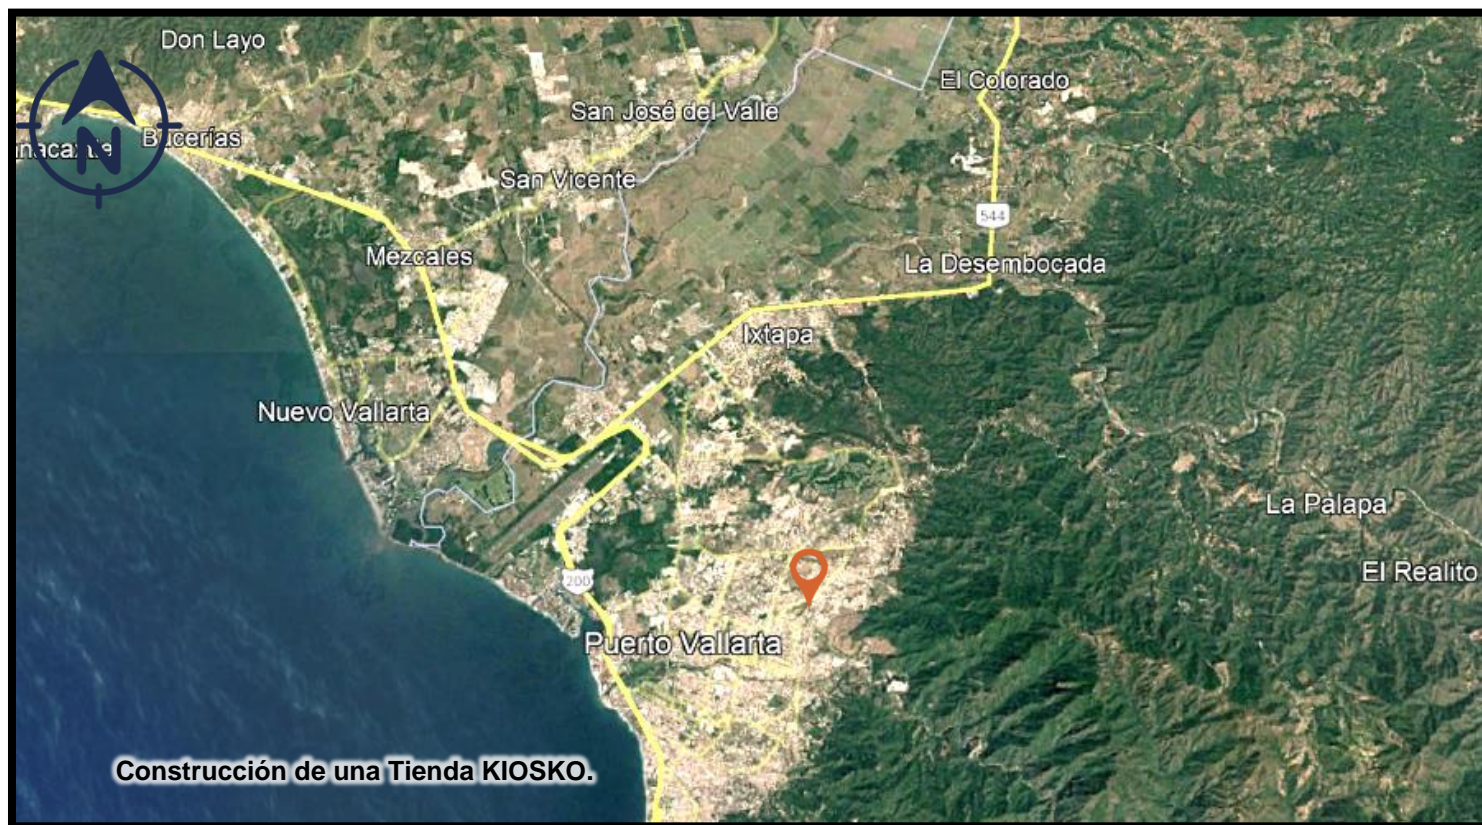 Don Layo
El Colorado
San José del Valle
Bucerías
N
San Vicente
544
Mezcales
La Desembocada
Ixtapa
Nuevo Vallarta
La Palapa
El Realito
200
Puerto Vallarta
Construcción de una Tienda KIOSKO.